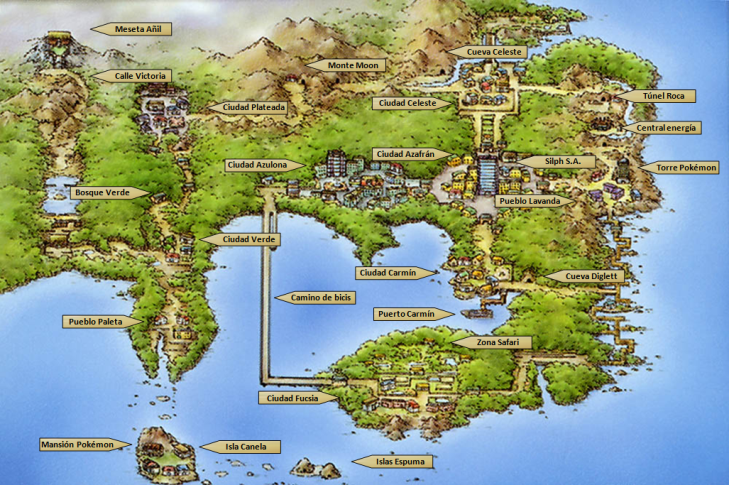 Meseta Añil
Cueva Celeste
Monte Moon
Calle Victoria
Túnel Roca
Ciudad Plateada
Ciudad Celeste
Central energía
Ciudad Azafrán
Silph S.A.
Ciudad Azulona
Torre Pokémon
Bosque Verde
Pueblo Lavanda
Ciudad Verde
Ciudad Carmín
Cueva Diglett
Camino de bicis
Puerto Carmín
Pueblo Paleta
Zona Safari
Ciudad Fucsia
Mansión Pokémon
Isla Canela
Islas Espuma